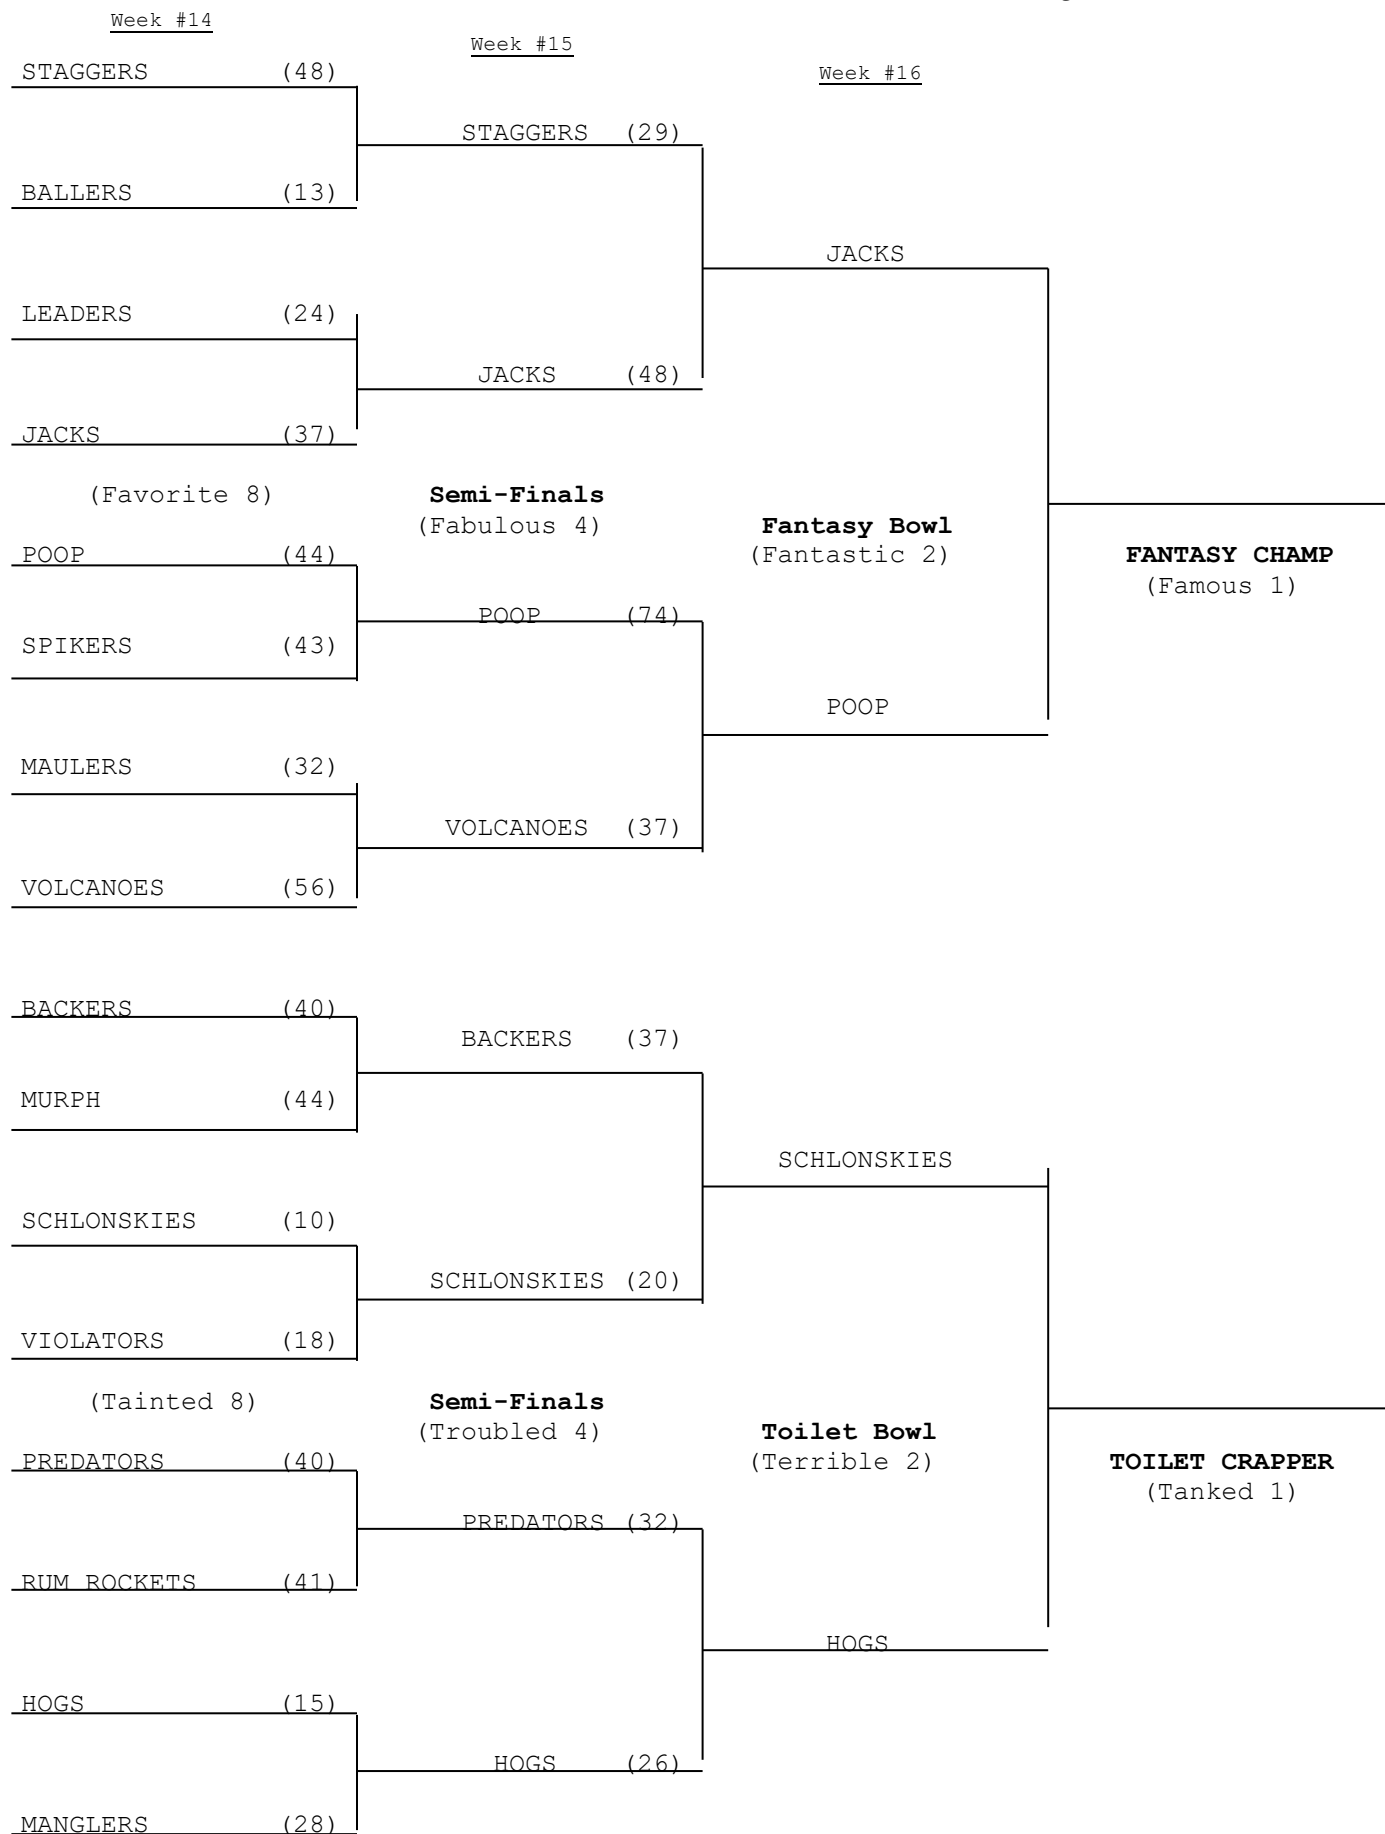 Week #14
Week #15
Week #16
STAGGERS (48)
STAGGERS (29)
BALLERS (13)
JACKS
LEADERS (24)
JACKS (48)
JACKS (37)
(Favorite 8) Semi-Finals
(Fabulous 4) Fantasy Bowl
POOP (44) (Fantastic 2) FANTASY CHAMP
(Famous 1)
POOP (74)
SPIKERS (43)
POOP
MAULERS (32)
VOLCANOES (37)
VOLCANOES (56)
BACKERS (40)
BACKERS (37)
MURPH (44)
SCHLONSKIES
SCHLONSKIES (10)
SCHLONSKIES (20)
VIOLATORS (18)
(Tainted 8) Semi-Finals
(Troubled 4) Toilet Bowl
PREDATORS (40) (Terrible 2) TOILET CRAPPER
(Tanked 1)
PREDATORS (32)
RUM ROCKETS (41)
HOGS
HOGS (15)
HOGS (26)
MANGLERS (28)